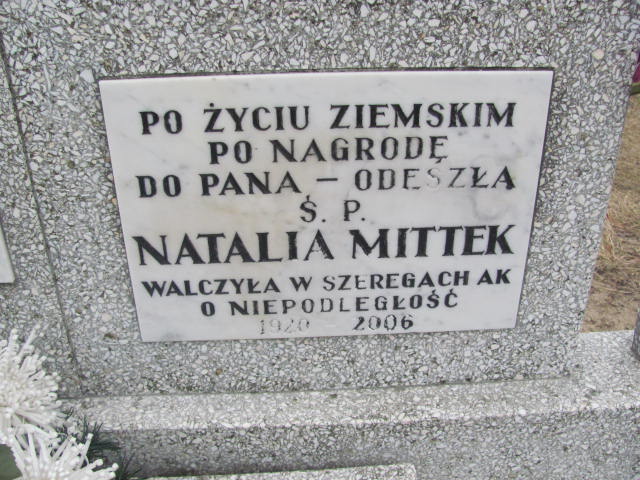 PO ŻYCIU ZIEMSKIM
PO NAGRODĘ
DO PANA – ODESZŁA
Ś. P.
NATALIA MITTEK
WALCZYŁA W SZEREGACH AK
O NIEPODLEGŁOŚĆ
1920 – 2006